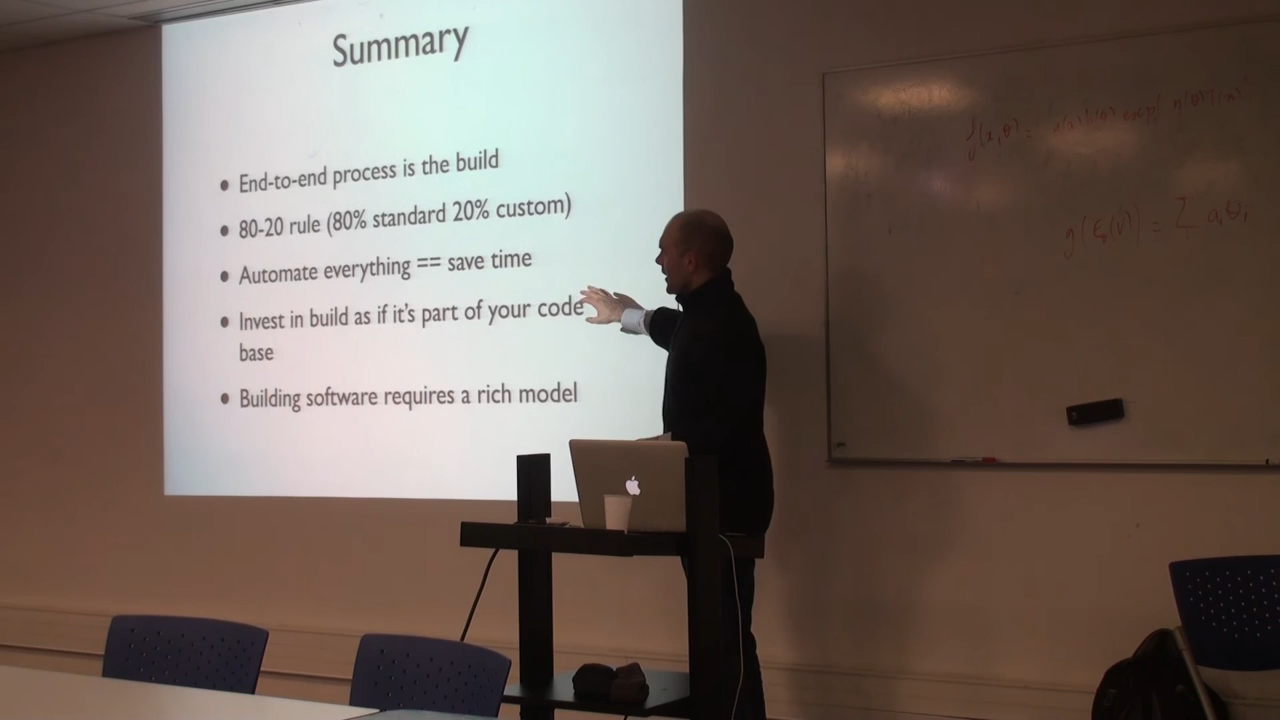 Summary
• End-to-end process is the build
• 80-20 rule (80% standard 20% custom)
• Automate everything == save time
• Invest in build as if it's part of your code
base
• Building software requires a rich model